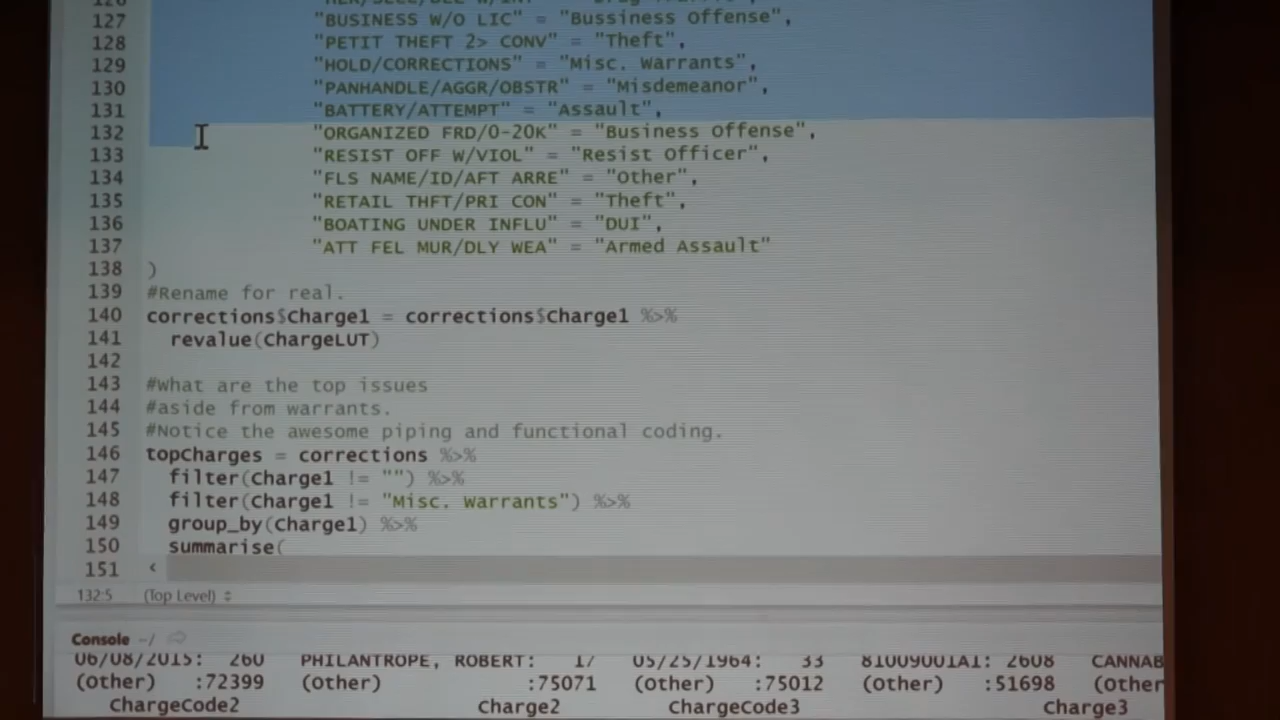 127 "BUSINESS W/O LIC" = "Bussiness Offense",
128 "PETIT THEFT 2> CONV" = "Theft",
129 "HOLD/CORRECTIONS" = "Misc. Warrants",
130 "PANHANDLE/AGGR/OBSTR" = "Misdemeanor",
131 "BATTERY/ATTEMPT" = "Assault",
132 "ORGANIZED FRD/0-20K" = "Business Offense",
133 "RESIST OFF W/VIOL" = "Resist Officer",
134 "FLS NAME/ID/AFT ARRE" = "Other",
135 "RETAIL THFT/PRI CON" = "Theft",
136 "BOATING UNDER INFLU" = "DUI",
137 "ATT FEL MUR/DLY WEA" = "Armed Assault"
138 )
139 #Rename for real.
140 corrections$Charge1 = corrections$Charge1 %>%
141 revalue(ChargeLUT)
142
143 #What are the top issues
144 #aside from warrants.
145 #Notice the awesome piping and functional coding.
146 topCharges = corrections %>%
147 filter(Charge1 != "") %>%
148 filter(Charge1 != "Misc. Warrants") %>%
149 group_by(Charge1) %>%
150 summarise(
151
132:5 (Top Level)
Console ~/
06/08/2015: 260 PHILANTROPE, ROBERT: 17 05/25/1964: 33 81009001A1: 2608 CANNAB
(Other) :72399 (Other) :75071 (Other) :75012 (Other) :51698 (Other
ChargeCode2 Charge2 ChargeCode3 Charge3